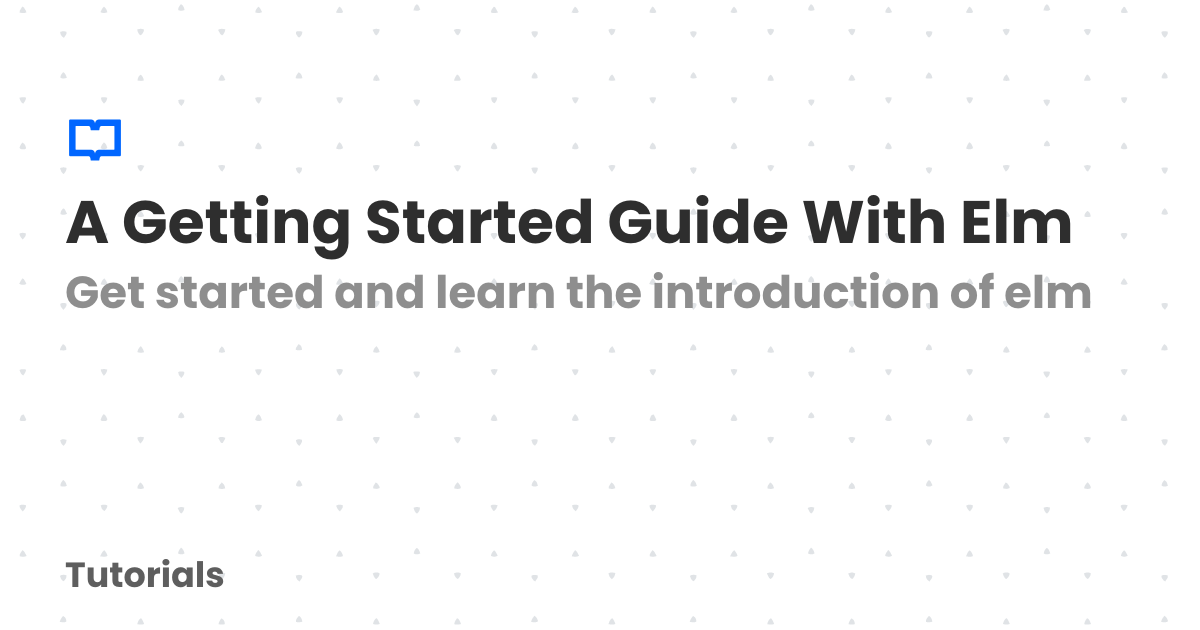 A Getting Started Guide With Elm
Get started and learn the introduction of elm
Tutorials